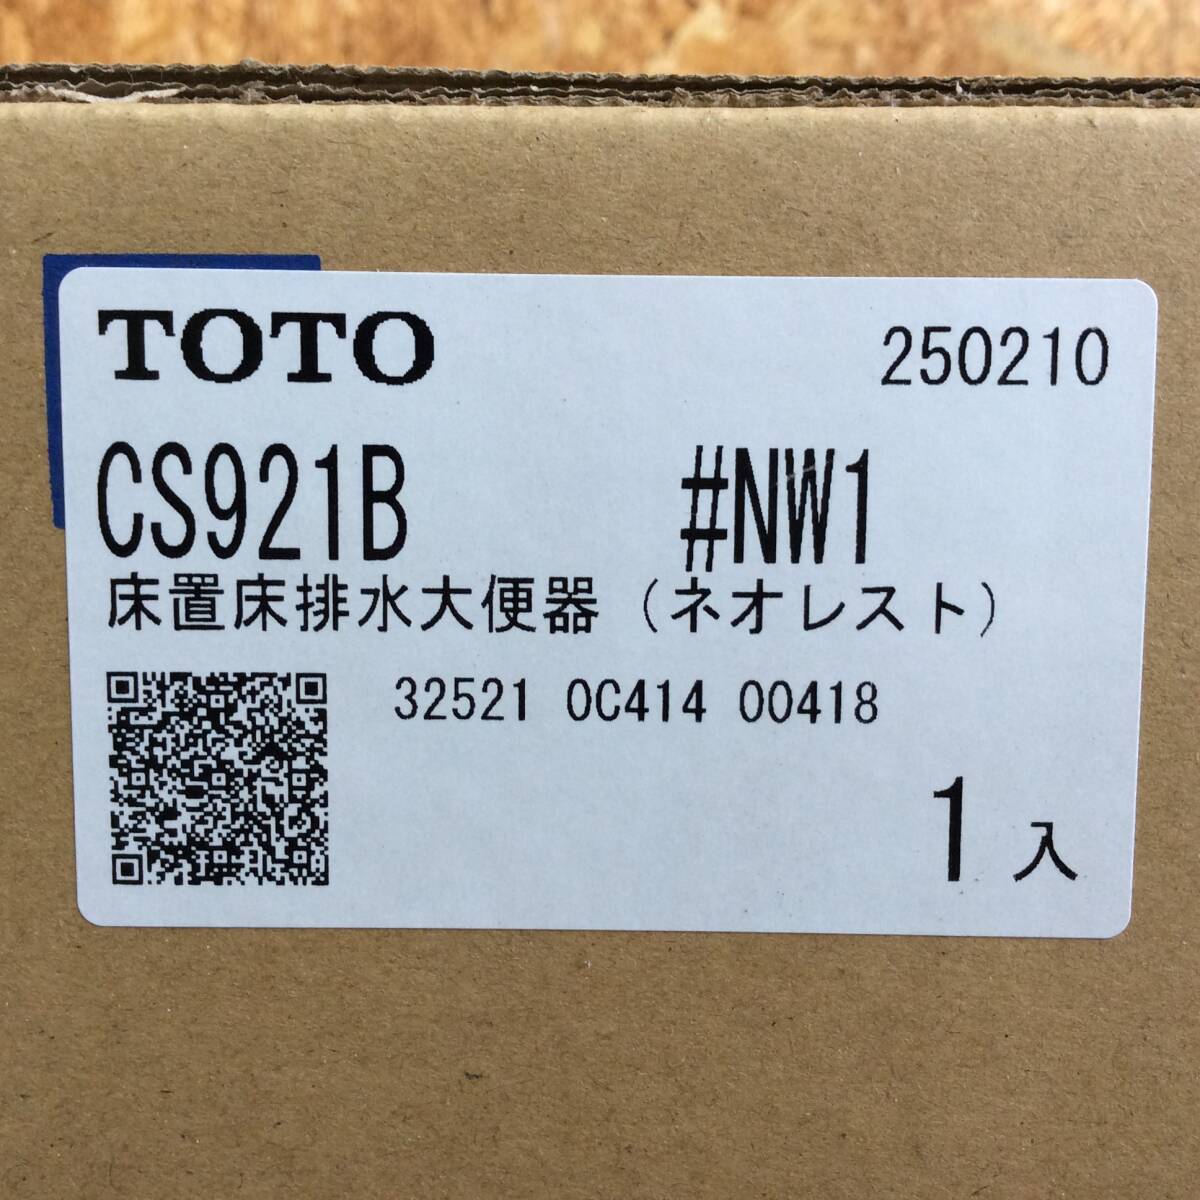 TOTO 250210
CS921B #NW1
床置床排水大便器（ネオレスト）
32521 0C414 00418
1入